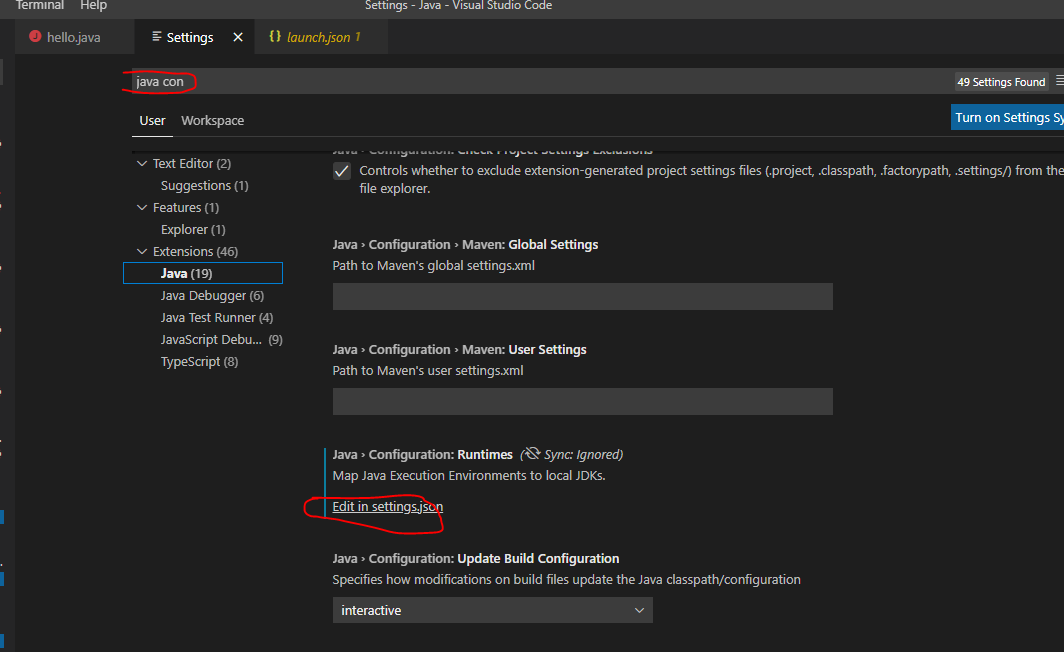 Terminal Help Settings - Java - Visual Studio Code
J hello.java Settings × {} launch.json 1
java con 49 Settings Found
User Workspace Turn on Settings Sy
Text Editor (2)
Suggestions (1)
Features (1)
Explorer (1)
Extensions (46)
Java (19)
Java Debugger (6)
Java Test Runner (4)
JavaScript Debu... (9)
TypeScript (8)
Java › Configuration: Check Project Settings Exclusions
Controls whether to exclude extension-generated project settings files (.project, .classpath, .factorypath, .settings/) from the
file explorer.
Java › Configuration › Maven: Global Settings
Path to Maven's global settings.xml
Java › Configuration › Maven: User Settings
Path to Maven's user settings.xml
Java › Configuration: Runtimes ( Sync: Ignored)
Map Java Execution Environments to local JDKs.
Edit in settings.json
Java › Configuration: Update Build Configuration
Specifies how modifications on build files update the Java classpath/configuration
interactive